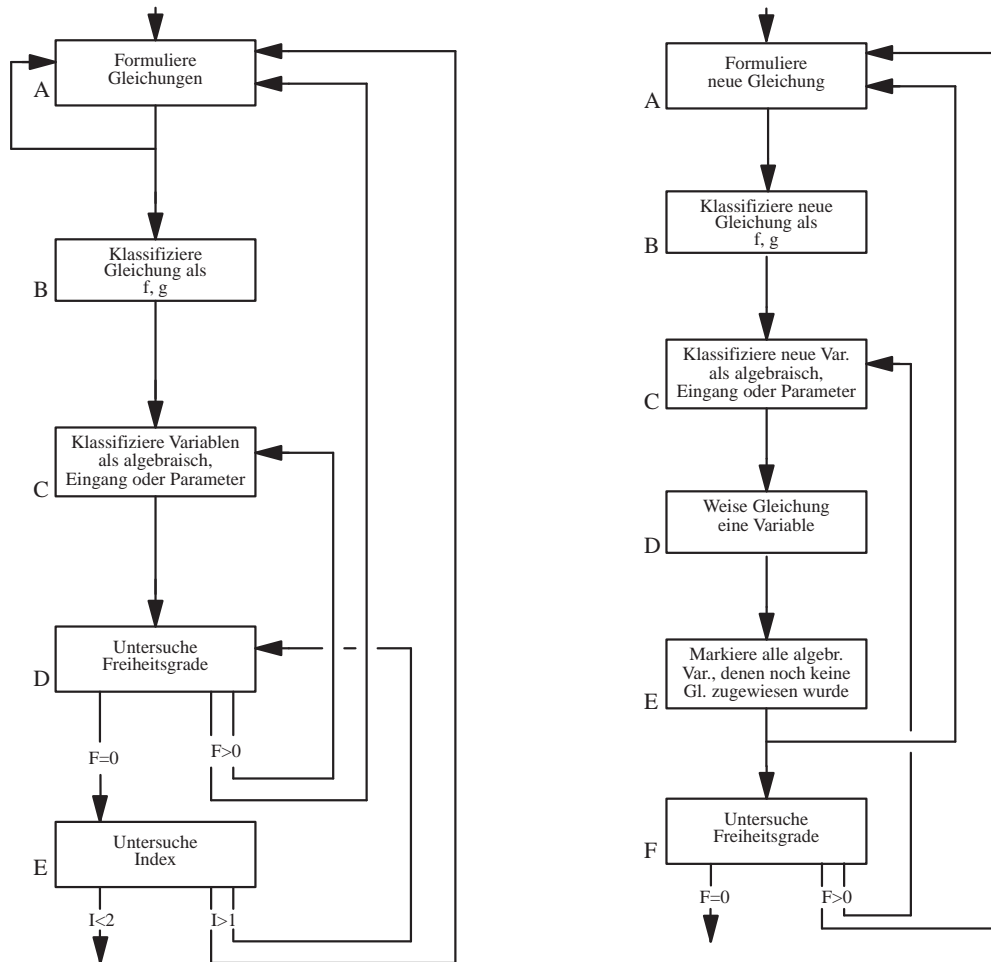 Formuliere
Gleichungen
A
Klassifiziere
Gleichung als
f, g
B
Klassifiziere Variablen
als algebraisch,
Eingang oder Parameter
C
Untersuche
Freiheitsgrade
D
F=0
F>0
Untersuche
Index
E
I<2
I>1
Formuliere
neue Gleichung
A
Klassifiziere neue
Gleichung als
f, g
B
Klassifiziere neue Var.
als algebraisch,
Eingang oder Parameter
C
Weise Gleichung
eine Variable
D
Markiere alle algebr.
Var., denen noch keine
Gl. zugewiesen wurde
E
Untersuche
Freiheitsgrade
F
F=0
F>0